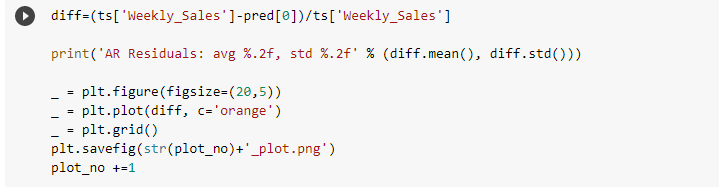 diff=(ts['Weekly_Sales']-pred[0])/ts['Weekly_Sales']
print('AR Residuals: avg %.2f, std %.2f' % (diff.mean(), diff.std()))
_ = plt.figure(figsize=(20,5))
_ = plt.plot(diff, c='orange')
_ = plt.grid()
plt.savefig(str(plot_no)+'_plot.png')
plot_no +=1